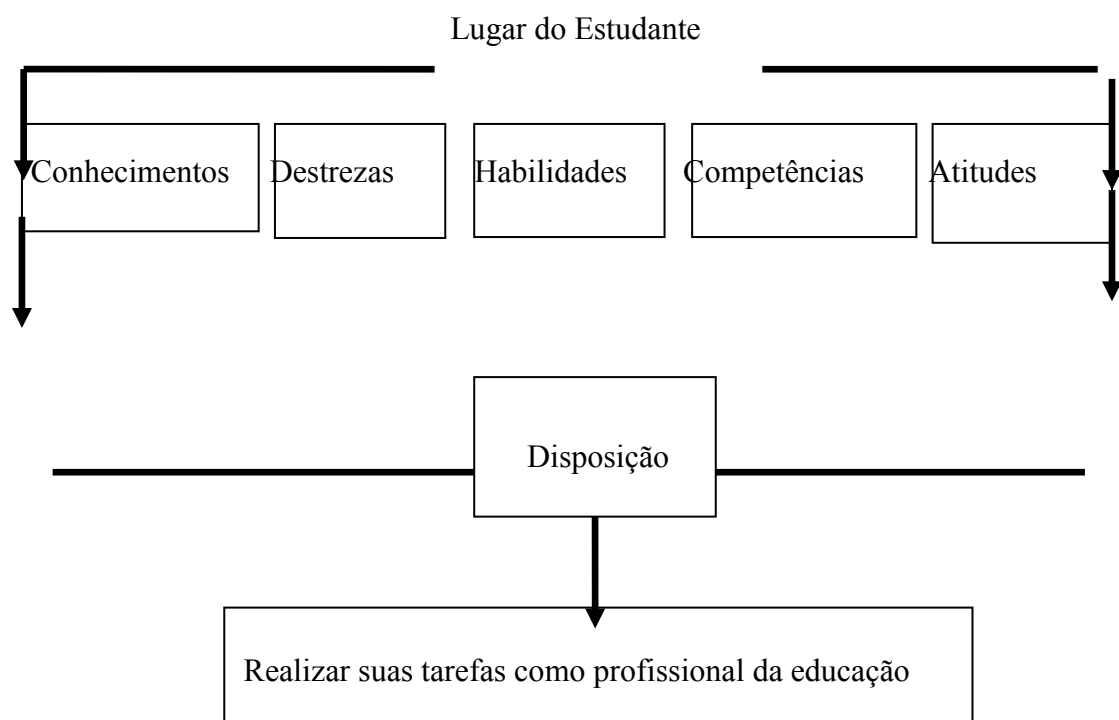 Lugar do Estudante
Conhecimentos Destrezas Habilidades Competências Atitudes
Disposição
Realizar suas tarefas como profissional da educação